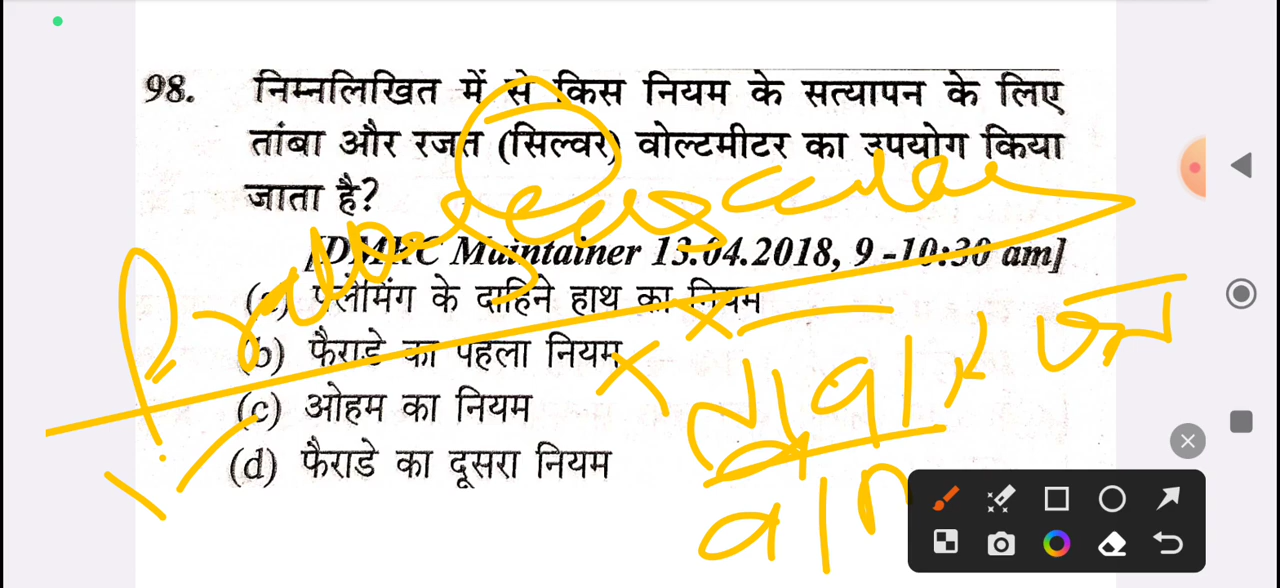 98. निम्नलिखित में से किस नियम के सत्यापन के लिए
तांबा और रजत (सिल्वर) वोल्टमीटर का उपयोग किया
जाता है?
[DMRC Maintainer 13.04.2018, 9 -10:30 am]
(a) फ्लेमिंग के दाहिने हाथ का नियम
(b) फैराडे का पहला नियम
(c) ओहम का नियम
(d) फैराडे का दूसरा नियम